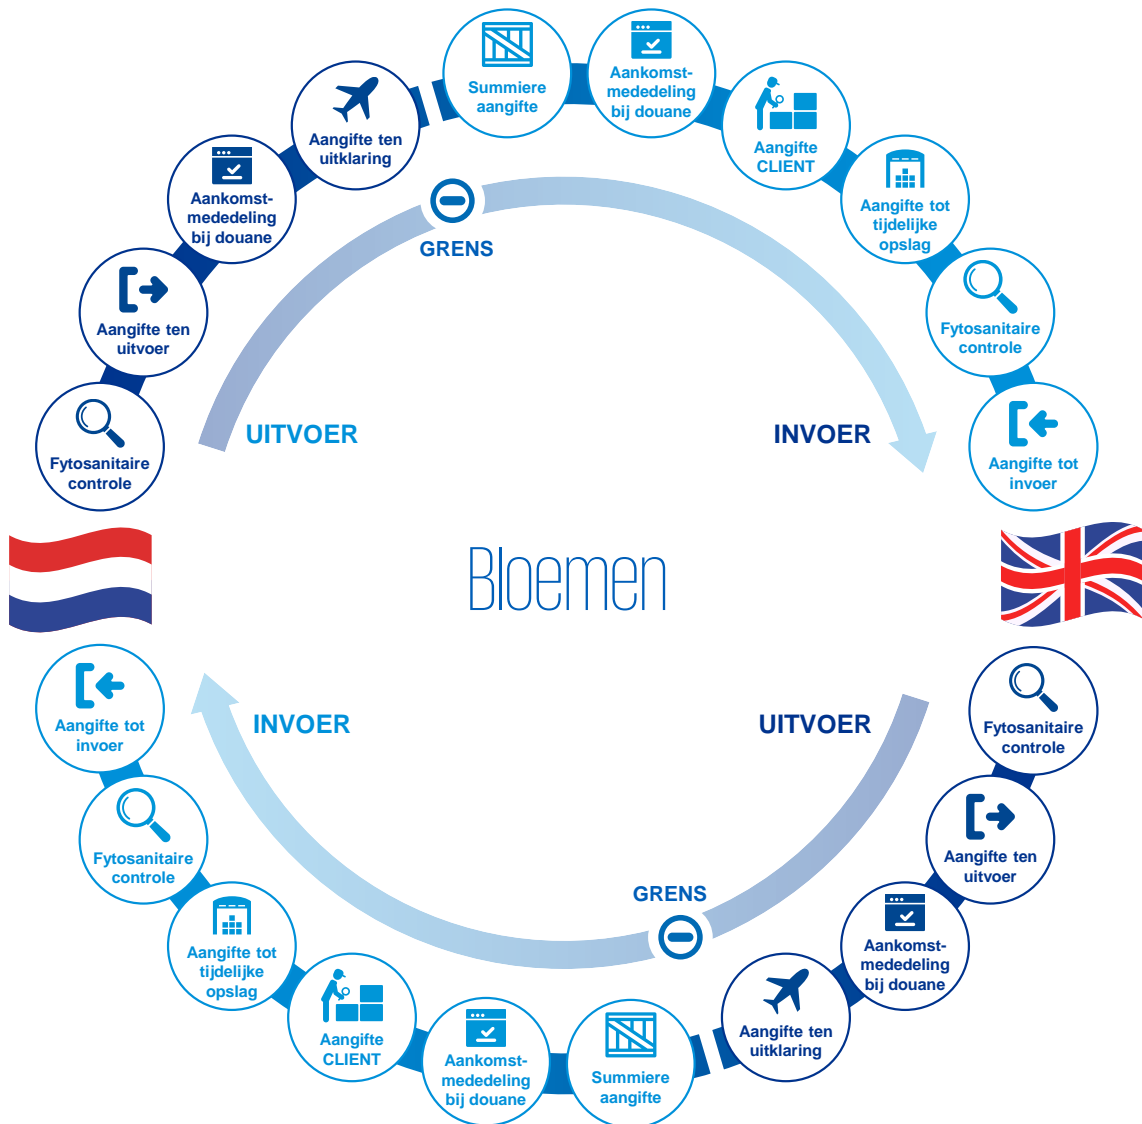 Summiere
aangifte
Aankomst-
mededeling
bij douane
Aangifte ten
uitklaring
Aangifte
CLIENT
Aankomst-
mededeling
bij douane
Aangifte tot
tijdelijke
opslag
GRENS
Aangifte ten
uitvoer
Fytosanitaire
controle
UITVOER
INVOER
Fytosanitaire
controle
Aangifte tot
invoer
Bloemen
Aangifte tot
invoer
INVOER
UITVOER
Fytosanitaire
controle
Fytosanitaire
controle
Aangifte ten
uitvoer
GRENS
Aangifte tot
tijdelijke
opslag
Aankomst-
mededeling
bij douane
Aangifte
CLIENT
Aangifte ten
uitklaring
Aankomst-
mededeling
bij douane
Summiere
aangifte